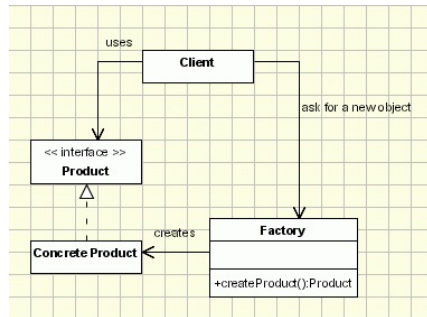 uses
Client
ask for a new object
<< interface >>
Product
Concrete Product
creates
Factory
+createProduct():Product